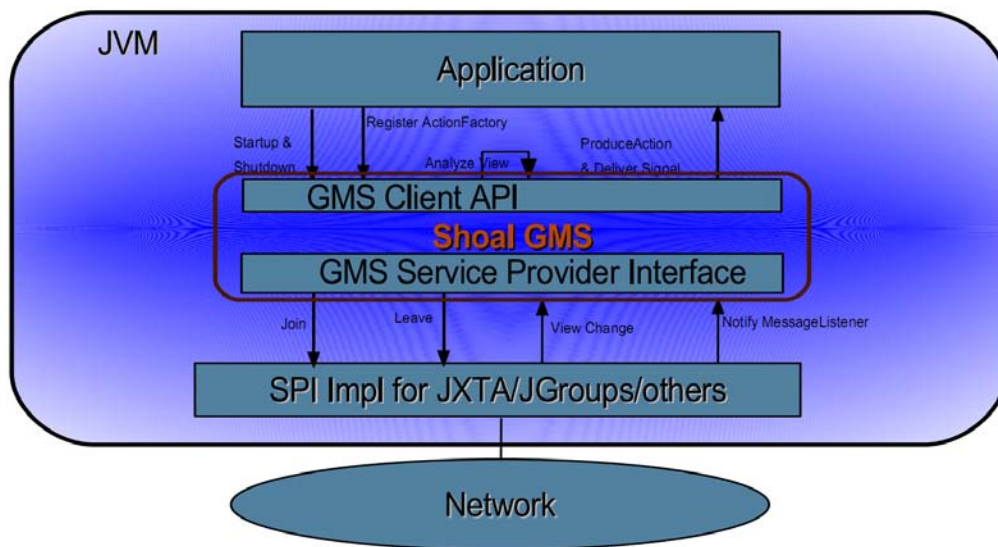 JVM
Application
Startup &
Shutdown
Register ActionFactory
Analyze View
ProduceAction
& Deliver Signal
GMS Client API
Shoal GMS
GMS Service Provider Interface
Join
Leave
View Change
Notify MessageListener
SPI Impl for JXTA/JGroups/others
Network